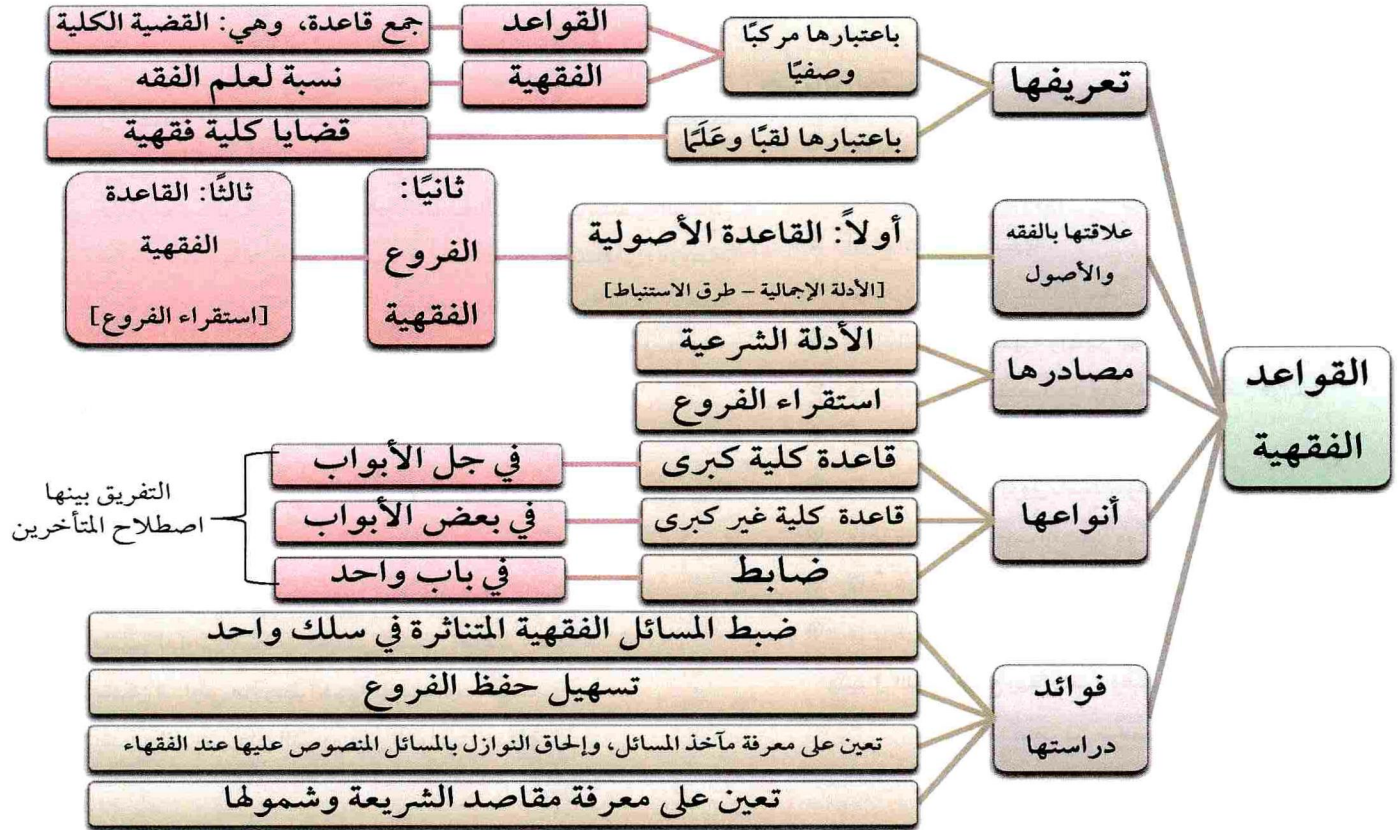 القواعد
الفقهية
تعريفها
باعتبارها مركبًا
وصفيًا
القواعد
جمع قاعدة، وهي: القضية الكلية
الفقهية
نسبة لعلم الفقه
باعتبارها لقبًا وعَلَمًا
قضايا كلية فقهية
علاقتها بالفقه
والأصول
أولاً: القاعدة الأصولية
[الأدلة الإجمالية – طرق الاستنباط]
ثانيًا:
الفروع
الفقهية
ثالثًا: القاعدة
الفقهية
[استقراء الفروع]
مصادرها
الأدلة الشرعية
استقراء الفروع
أنواعها
قاعدة كلية كبرى
في جل الأبواب
قاعدة كلية غير كبرى
في بعض الأبواب
ضابط
في باب واحد
التفريق بينها
اصطلاح المتأخرين
فوائد
دراستها
ضبط المسائل الفقهية المتناثرة في سلك واحد
تسهيل حفظ الفروع
تعين على معرفة مآخذ المسائل، وإلحاق النوازل بالمسائل المنصوص عليها عند الفقهاء
تعين على معرفة مقاصد الشريعة وشمولها